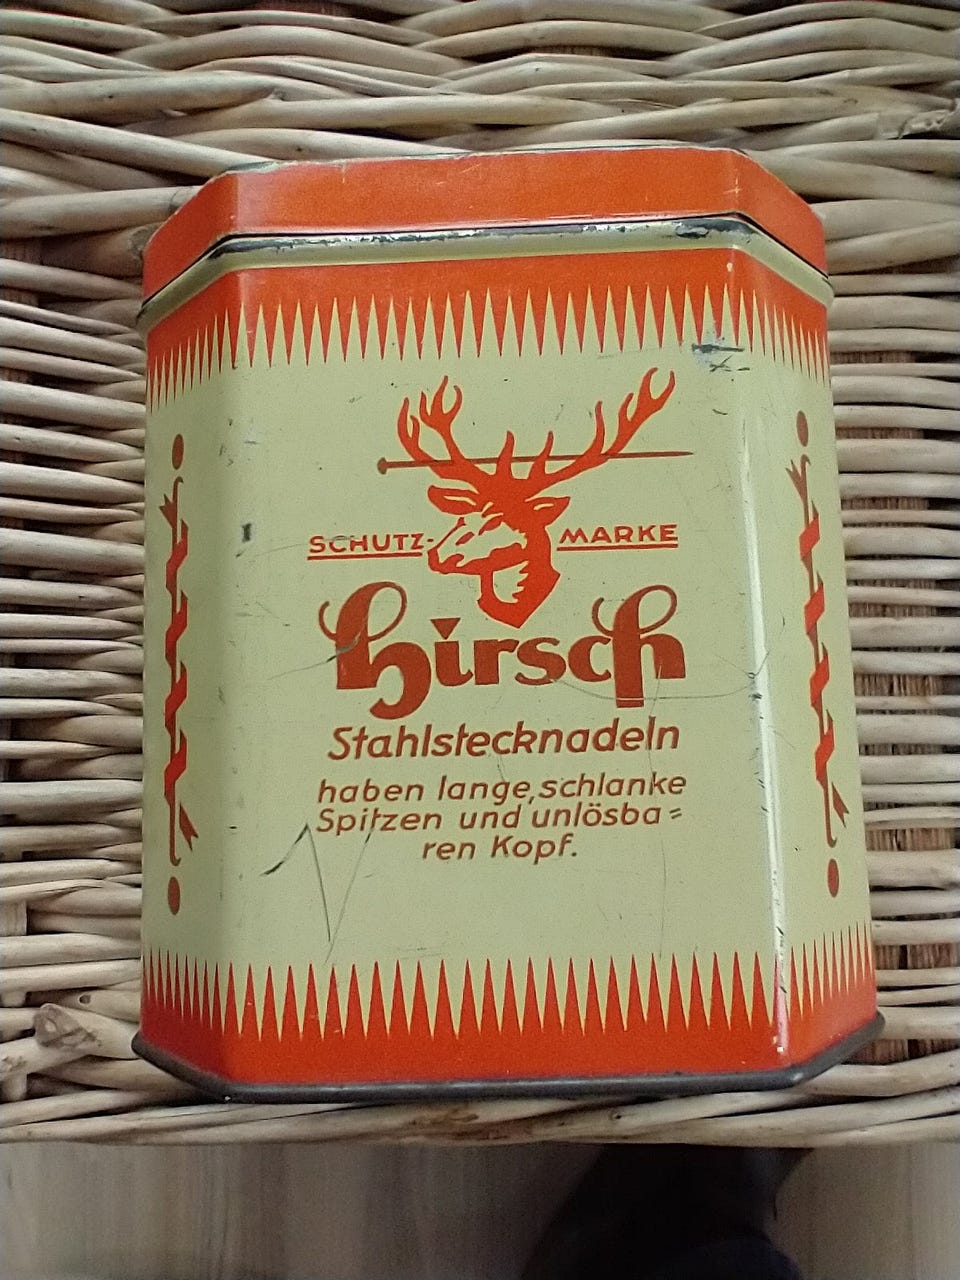 SCHUTZ- MARKE
Hirsch
Stahlstecknadeln
haben lange, schlanke
Spitzen und unlösba=
ren Kopf.